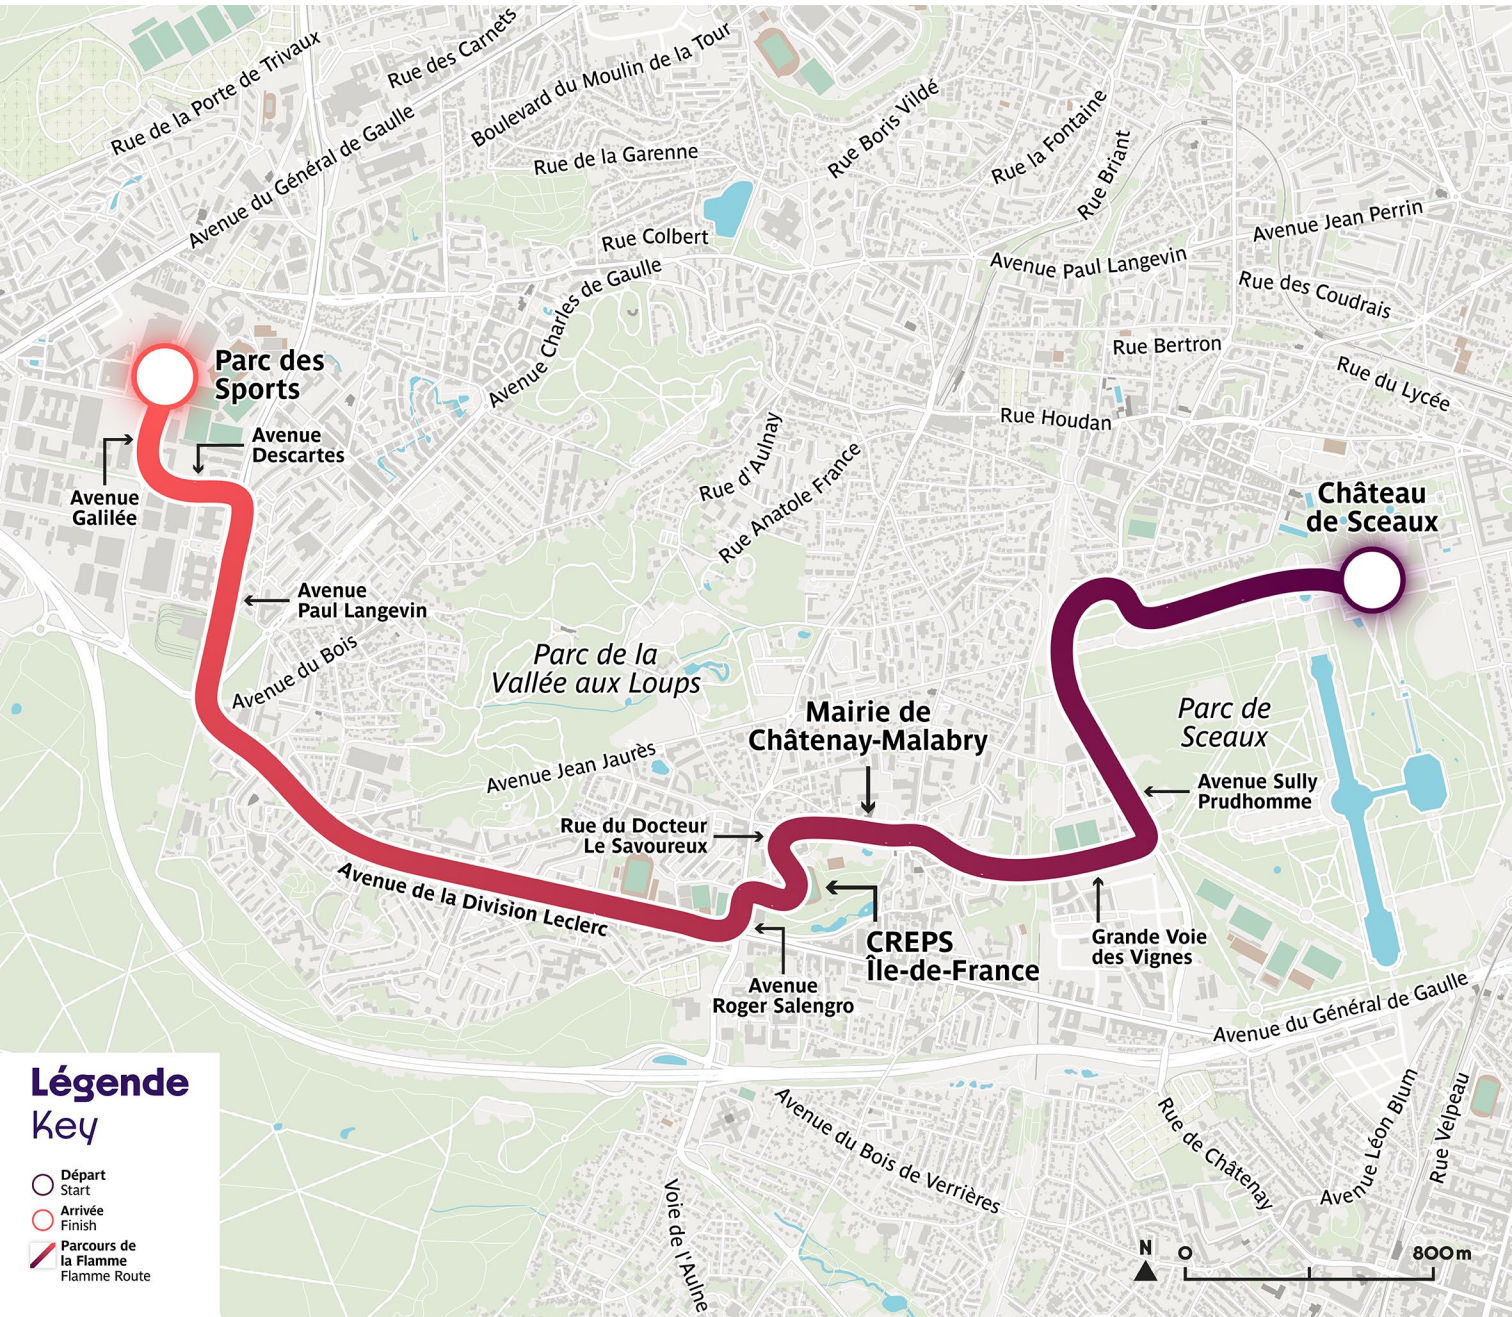 Rue de la Porte de Trivaux
Rue des Carnets
Boulevard du Moulin de la Tour
Avenue du Général de Gaulle
Rue de la Garenne
Rue Boris Vildé
Rue la Fontaine
Rue Briant
Avenue Jean Perrin
Rue Colbert
Avenue Paul Langevin
Avenue Charles de Gaulle
Rue des Coudrais
Rue Bertron
Rue du Lycée
Rue Houdan
Parc des
Sports
Avenue
Descartes
Avenue
Galilée
Rue d'Aulnay
Rue Anatole France
Château
de Sceaux
Avenue
Paul Langevin
Avenue du Bois
Parc de la
Vallée aux Loups
Mairie de
Châtenay-Malabry
Parc de
Sceaux
Avenue Jean Jaurès
Avenue Sully
Prudhomme
Rue du Docteur
Le Savoureux
Avenue de la Division Leclerc
CREPS
Île-de-France
Grande Voie
des Vignes
Avenue
Roger Salengro
Avenue du Général de Gaulle
Avenue du Bois de Verrières
Rue de Châtenay
Avenue Léon Blum
Rue Velpeau
Voie de l'Aulne
Légende
Key
Départ
Start
Arrivée
Finish
Parcours de
la Flamme
Flamme Route
N 0 800m